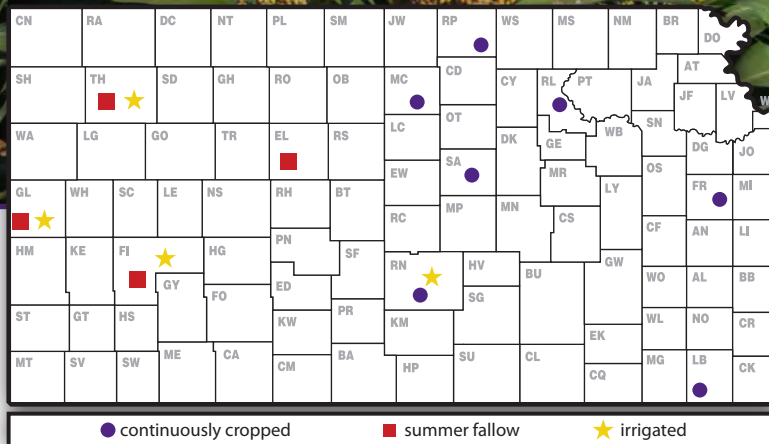 CN RA DC NT PL SM JW RP WS MS NM BR
DO
SH TH SD GH RO OB MC CD CY RL PT JA AT
JF LV W
WA LG GO TR EL RS LC OT DK GE WB SN DG JO
GL WH SC LE NS RH BT EW SA MR LY OS FR MI
RC MP MN CS CF AN LI
HM KE FI HG PN SF RN HV BU GW WO AL BB
GY FO ED SG
ST GT HS KW PR KM EK WL NO CR
MT SV SW ME CA CM BA HP SU CL CQ MG LB CK
continuously cropped summer fallow irrigated